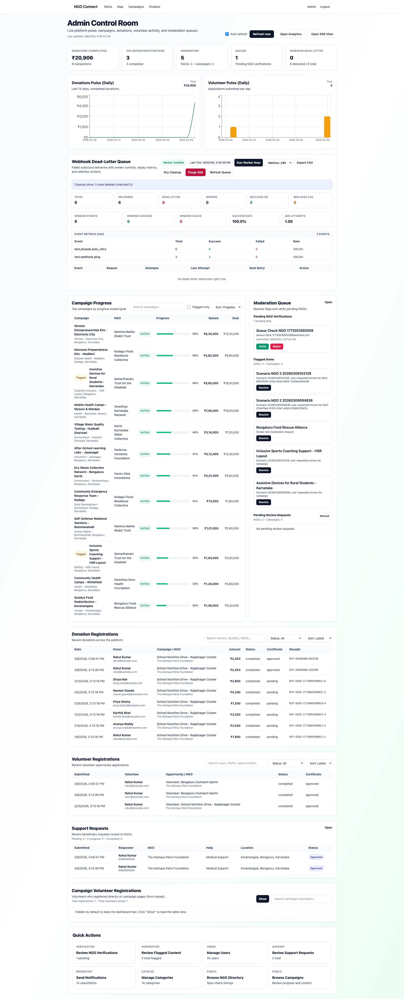 NGO Connect NGOs Map Campaigns Chatbot Admin Logout
Admin Control Room
Live platform pulse: campaigns, donations, volunteer activity, and moderation queues.
Last updated: 3/9/2026, 4:40:14 PM
Auto refresh Refresh now Open Analytics Open SSR View
DONATIONS (COMPLETED)
₹20,906
8 transactions
VOLUNTEER REGISTRATIONS
3
3 completed
MODERATION
5
NGOs: 3 • Campaigns: 2
QUEUES
1
Pending NGO verifications
WEBHOOK DEAD-LETTER
0
6 delivered / 9 total
Donations Pulse (Daily)
Last 14 days, completed donations.
Total
₹20,906
₹6,000
₹4,500
₹3,000
₹1,500
₹0
2026-02-24 2026-02-27 2026-03-02 2026-03-05 2026-03-09
Volunteer Pulse (Daily)
Applications submitted per day.
Total
3
4
3
2
1
0
2026-02-24 2026-02-27 2026-03-02 2026-03-05 2026-03-09
Webhook Dead-Letter Queue
Failed outbound deliveries with worker controls, replay metrics,
and retention actions.
Worker: Enabled Last Tick: 3/9/2026, 4:39:36 PM Run Worker Now Metrics: 24h Export CSV
Dry Cleanup Purge 30d Refresh Queue
Cleanup done: 0 rows deleted (matched 0).
TOTAL
9
DELIVERED
6
DEAD LETTER
0
SKIPPED
0
REPLAYED OK
3
REPLAYED FAIL
0
WINDOW EVENTS
9
WINDOW SUCCESS
9
WINDOW FAILED
0
SUCCESS RATE
100.0%
AVG ATTEMPTS
1.00
EVENT METRICS (24H) 2 EVENTS
Event Total Success Failed Rate
test.phase6.auto_retry 6 6 0 100.0%
test.webhook.ping 3 3 0 100.0%
Event Reason Attempts Last Attempt Next Retry Action
No dead-letter webhooks right now.
Campaign Progress
Top campaigns by progress toward goal.
Search campaigns... Flagged only Sort: Progress
Campaign NGO Progress Raised Goal
Women
Entrepreneurship Kits -
Electronic City
Women • Electronic City,
Bengaluru, Karnataka
Namma Mahila
Shakti Trust
Verified 50% ₹6,30,000 ₹12,50,000
Monsoon Preparedness
Kits - Madikeri
Disaster Relief • Madikeri,
Kodagu, Karnataka
Kodagu Flood
Resilience
Collective
Verified 49% ₹4,82,000 ₹9,80,000
Flagged
Assistive
Devices for
Rural
Students -
Karnataka
Disability Inclusion • HSR
Layout, Bengaluru,
Karnataka
Samarthanam
Trust for the
Disabled
Verified 48% ₹8,65,000 ₹18,00,000
Mobile Health Camps -
Mysuru & Mandya
Health • Nazarbad, Mysuru,
Karnataka
Swasthya
Karnataka
Network
Verified 44% ₹7,05,000 ₹16,00,000
Village Water Quality
Testing - Hubballi
Dharwad
Environment • Hubballi,
Dharwad, Karnataka
North
Karnataka
Water
Collective
Verified 44% ₹3,14,000 ₹7,20,000
After-School Learning
Labs - Jayanagar
Education • Jayanagar,
Bengaluru, Karnataka
Parikrma
Humanity
Foundation
Verified 41% ₹5,12,000 ₹12,50,000
Dry Waste Collection
Network - Bengaluru
North
Environment • Yeshwanthpur,
Bengaluru, Karnataka
Hasiru Dala
Innovations
Verified 41% ₹4,01,000 ₹9,80,000
Community Emergency
Response Team -
Kodagu
Rural Development •
Somwarpet, Kodagu,
Karnataka
Kodagu Flood
Resilience
Collective
Verified 41% ₹73,000 ₹1,80,000
Self-Defense Weekend
Sessions -
Bommanahalli
Human Rights •
Bommanahalli, Bengaluru,
Karnataka
Namma Mahila
Shakti Trust
Verified 39% ₹1,01,000 ₹2,60,000
Flagged
Inclusive
Sports
Coaching
Support -
HSR Layout
Skilling • HSR Layout,
Bengaluru, Karnataka
Samarthanam
Trust for the
Disabled
Verified 35% ₹1,04,000 ₹3,00,000
Community Health
Camps - Whitefield
Health • Whitefield,
Bengaluru, Karnataka
Swasthya Seva
Health
Foundation
Verified 33% ₹1,24,000 ₹3,80,000
Surplus Food
Redistribution -
Koramangala
Hunger • Koramangala,
Bengaluru, Karnataka
Bengaluru Food
Rescue Alliance
Verified 30% ₹1,56,000 ₹5,20,000
Moderation Queue Open
Resolve flags and verify pending NGOs.
Pending NGO Verifications
1 pending total.
Queue Check NGO 1773051685509
queue.check.1773051685509@example.com
Submitted: 3/9/2026, 3:51:25 PM
Verify Reject
Flagged Items
NGOs: 3 • Campaigns: 2
Scenario NGO 2 20260309102129
Scenario-20260309102129: user requested review for NGO
86f54094-a15a-4aad-9a05-3c59ae4b3c68
Resolve
Scenario NGO 2 20260309094836
Scenario-20260309094836: user requested review for NGO
074a76ad-9783-43e7-afdd-b158612f9d7b
Resolve
Bengaluru Food Rescue Alliance
Smoke test moderation request
Resolve
Inclusive Sports Coaching Support - HSR
Layout
Scenario-20260309102129: user requested review for
campaign
Resolve
Assistive Devices for Rural Students -
Karnataka
Scenario-20260309094836: user requested review for
campaign
Resolve
Pending Review Requests Refresh
NGOs: 0 • Campaigns: 0
No pending review requests.
Donation Registrations
Recent donations across the platform.
Search donors, receipts, NGOs... Status: All Sort: Latest
Date Donor Campaign / NGO Amount Status Certificate Receipt
3/9/2026, 3:56:57 PM Rahul Kumar School Nutrition Drive - Rajajinagar Cluster ₹2,453 completed approved RCP-20260309-BXZ5JN
rahul@example.com The Akshaya Patra Foundation
3/9/2026, 3:13:26 PM Rahul Kumar School Nutrition Drive - Rajajinagar Cluster ₹2,453 completed approved RCP-20260309-GSX34R
rahul@example.com The Akshaya Patra Foundation
2/12/2026, 3:13:18 PM Divya Nair School Nutrition Drive - Rajajinagar Cluster ₹2,800 completed pending RCP-SEED-1773049398015-6
divya.nair@example.com The Akshaya Patra Foundation
2/5/2026, 3:13:18 PM Naveen Gowda School Nutrition Drive - Rajajinagar Cluster ₹4,200 completed pending RCP-SEED-1773049398015-5
naveen.gowda@example.com The Akshaya Patra Foundation
1/29/2026, 3:13:18 PM Priya Shetty School Nutrition Drive - Rajajinagar Cluster ₹1,500 completed pending RCP-SEED-1773049398014-4
priya.shetty@example.com The Akshaya Patra Foundation
1/22/2026, 3:13:18 PM Karthik Bhat School Nutrition Drive - Rajajinagar Cluster ₹3,200 completed pending RCP-SEED-1773049398014-3
karthik.bhat@example.com The Akshaya Patra Foundation
1/15/2026, 3:13:18 PM Ananya Reddy School Nutrition Drive - Rajajinagar Cluster ₹2,500 completed pending RCP-SEED-1773049398013-2
ananya.reddy@example.com The Akshaya Patra Foundation
1/8/2026, 3:13:18 PM Rahul Kumar School Nutrition Drive - Rajajinagar Cluster ₹1,800 completed pending RCP-SEED-1773049398012-1
rahul@example.com The Akshaya Patra Foundation
Volunteer Registrations
Recent volunteer opportunity applications.
Search users, NGOs, opportunities... Status: All Sort: Latest
Submitted Volunteer Opportunity / NGO Status Certificate
3/9/2026, 3:56:57 PM Rahul Kumar Volunteer: Bengaluru Outreach Sprint completed approved
rahul@example.com The Akshaya Patra Foundation
3/9/2026, 3:13:26 PM Rahul Kumar Volunteer: Bengaluru Outreach Sprint completed approved
rahul@example.com The Akshaya Patra Foundation
2/25/2026, 3:13:18 PM Rahul Kumar Volunteer: School Nutrition Drive - Rajajinagar Cluster completed approved
rahul@example.com The Akshaya Patra Foundation
Support Requests Open
Recent beneficiary requests routed to NGOs.
Pending: 0 • In progress: 0 • Completed: 0
Submitted Requester NGO Help Location Status
3/9/2026, 3:56:57 PM Rahul Kumar The Akshaya Patra Foundation Medical Support Koramangala, Bengaluru, Karnataka Approved
9999999999
3/9/2026, 3:13:26 PM Rahul Kumar The Akshaya Patra Foundation Medical Support Koramangala, Bengaluru, Karnataka Approved
9999999999
Campaign Volunteer Registrations
Volunteers who registered directly on campaign pages (form-based).
Total registrations: 1 • Total volunteers joined: 1
Show Search campaign volunteers...
Hidden by default to keep the dashboard fast. Click "Show" to load the table view.
Quick Actions
VERIFICATION
Review NGO Verifications
1 pending
MODERATION
Review Flagged Content
5 total flagged
USERS
Manage Users
45 users
SUPPORT
Review Support Requests
2 total
BROADCAST
Send Notifications
To users/NGOs
CATALOG
Manage Categories
14 categories
PUBLIC
Browse NGO Directory
Spot-check listings
PUBLIC
Browse Campaigns
Review progress and content